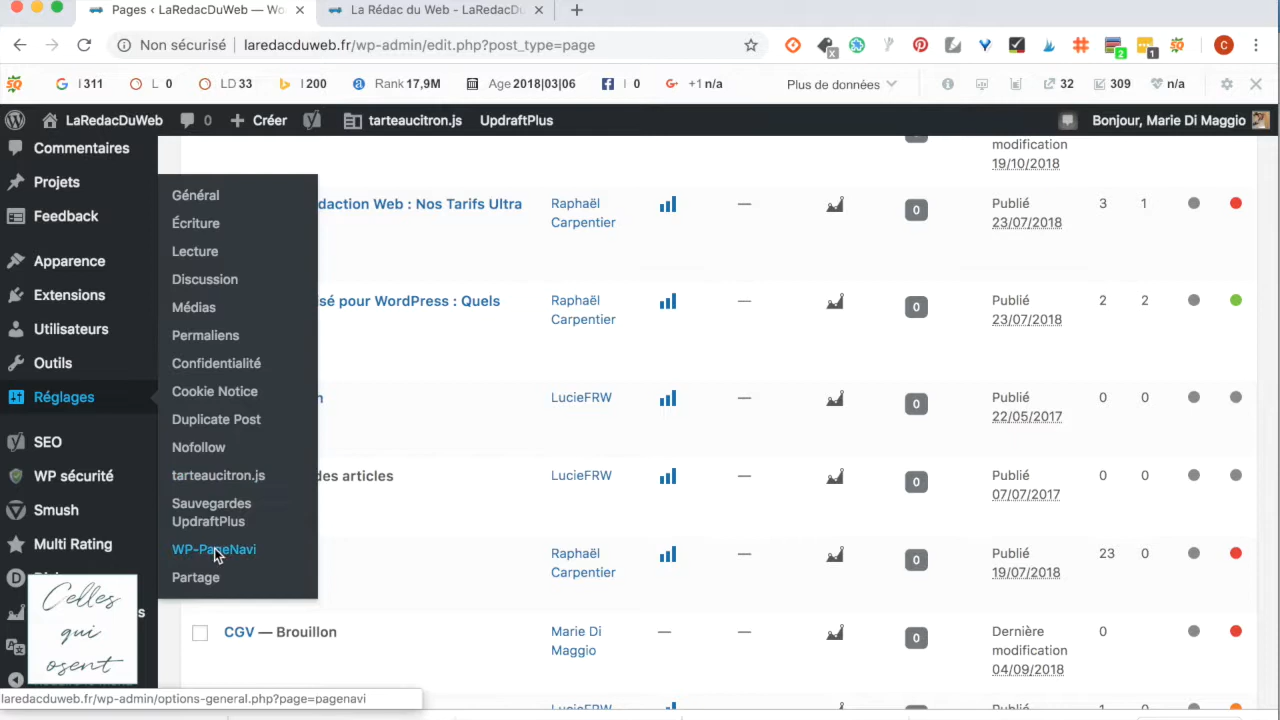 Pages ‹ LaRedacDuWeb — Wo
La Rédac du Web - LaRedacDu
Non sécurisé
laredacduweb.fr/wp-admin/edit.php?post_type=page
X
2
1
C
I 311
L 0
LD 33
I 200
Rank 17,9M
Age 2018|03|06
I 0
+1 n/a
Plus de données
32
309
n/a
LaRedacDuWeb
0
Créer
tarteaucitron.js
UpdraftPlus
Bonjour, Marie Di Maggio
Commentaires
Projets
Feedback
Apparence
Extensions
Utilisateurs
Outils
Réglages
SEO
WP sécurité
Smush
Multi Rating
Général
Écriture
Lecture
Discussion
Médias
Permaliens
Confidentialité
Cookie Notice
Duplicate Post
Nofollow
tarteaucitron.js
Sauvegardes
UpdraftPlus
WP-PageNavi
Partage
modification
19/10/2018
daction Web : Nos Tarifs Ultra
Raphaël
Carpentier
—
0
Publié
23/07/2018
3
1
sé pour WordPress : Quels
Raphaël
Carpentier
—
0
Publié
23/07/2018
2
2
n
LucieFRW
—
0
Publié
22/05/2017
0
0
des articles
LucieFRW
—
0
Publié
07/07/2017
0
0
Raphaël
Carpentier
—
0
Publié
19/07/2018
23
0
CGV — Brouillon
Marie Di
Maggio
—
—
0
Dernière
modification
04/09/2018
0
LucieFRW
Publié
1
0
Celles
qui
osent
s
laredacduweb.fr/wp-admin/options-general.php?page=pagenavi